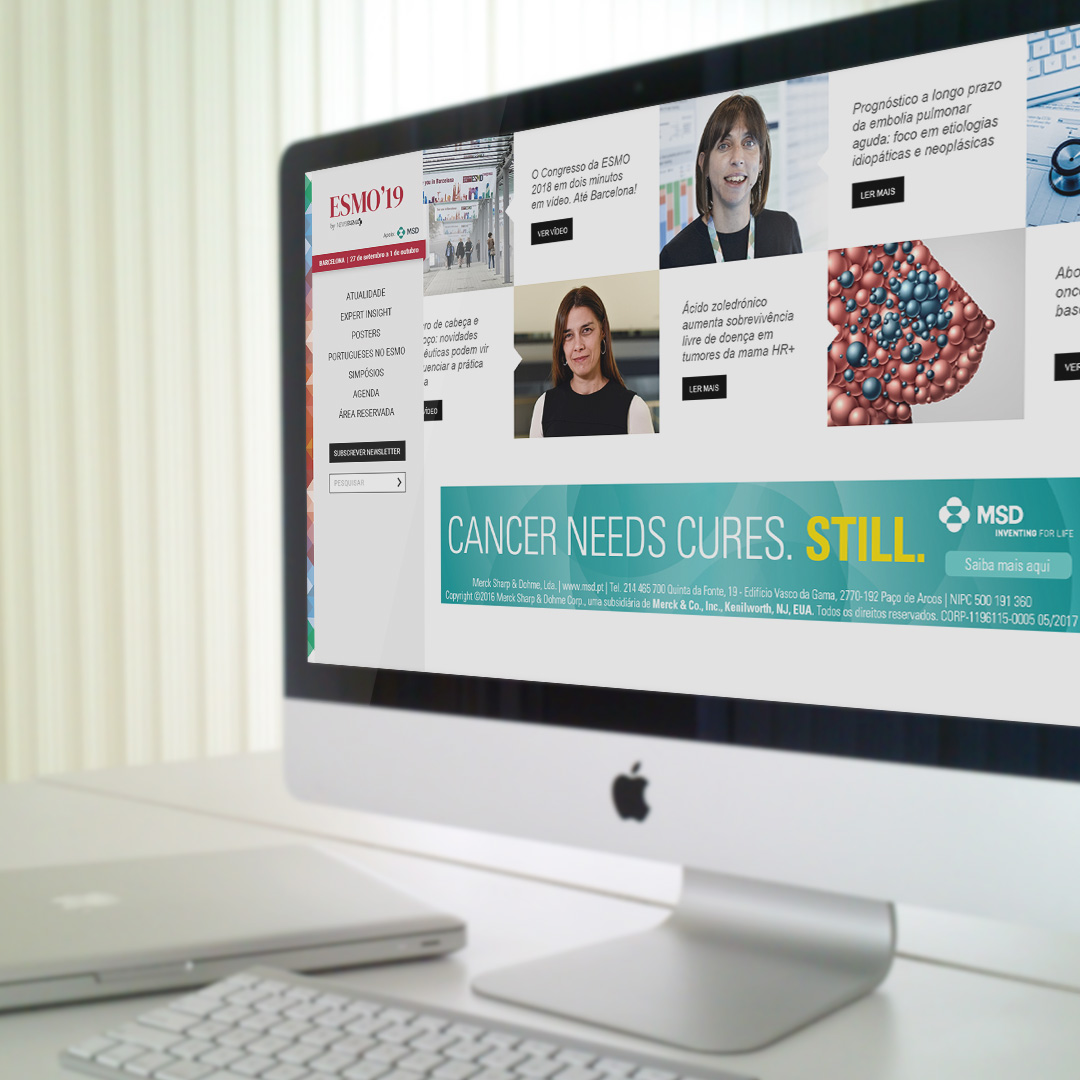 ESMO'19
Apoio: MSD
BARCELONA | 27 de setembro a 1 de outubro
ATUALIDADE
EXPERT INSIGHT
POSTERS
PORTUGUESES NO ESMO
SIMPÓSIOS
AGENDA
ÁREA RESERVADA
SUBSCREVER NEWSLETTER
PESQUISAR
you in Barcelona
O Congresso da ESMO
2018 em dois minutos
em vídeo. Até Barcelona!
VER VÍDEO
Prognóstico a longo prazo
da embolia pulmonar
aguda: foco em etiologias
idiopáticas e neoplásicas
LER MAIS
ro de cabeça e
oço: novidades
êuticas podem vir
uenciar a prática
a
VÍDEO
Ácido zoledrónico
aumenta sobrevivência
livre de doença em
tumores da mama HR+
LER MAIS
Abo
onc
bas
VER
CANCER NEEDS CURES. STILL.
MSD
INVENTING FOR LIFE
Saiba mais aqui
Merck Sharp & Dohme, Lda. | www.msd.pt | Tel. 214 465 700 Quinta da Fonte, 19 - Edifício Vasco da Gama, 2770-192 Paço de Arcos | NIPC 500 191 360
Copyright ©2016 Merck Sharp & Dohme Corp., uma subsidiária de Merck & Co., Inc., Kenilworth, NJ, EUA. Todos os direitos reservados. CORP-1196115-0005 05/2017